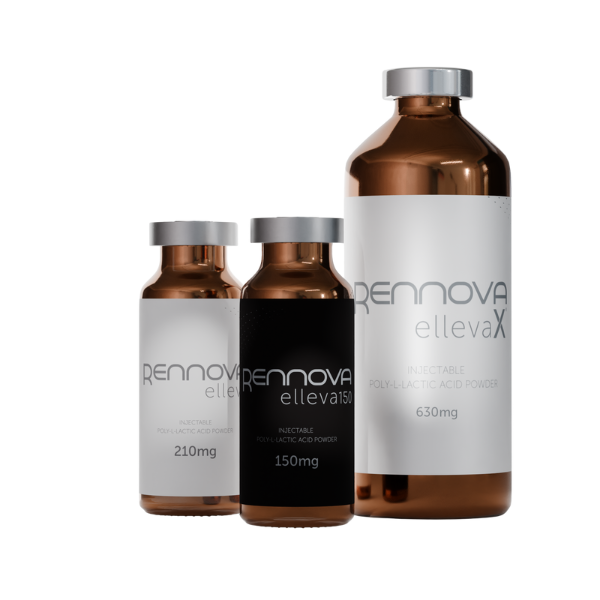 RENNOVA
elleva
INJECTABLE
POLY-L-LACTIC ACID POWDER
210mg
RENNOVA
elleva150
INJECTABLE
POLY-L-LACTIC ACID POWDER
150mg
RENNOVA
ellevaX
INJECTABLE
POLY-L-LACTIC ACID POWDER
630mg